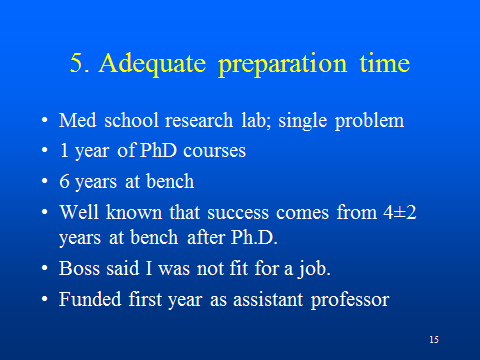 5. Adequate preparation time
• Med school research lab; single problem
• 1 year of PhD courses
• 6 years at bench
• Well known that success comes from 4±2
years at bench after Ph.D.
• Boss said I was not fit for a job.
• Funded first year as assistant professor
15